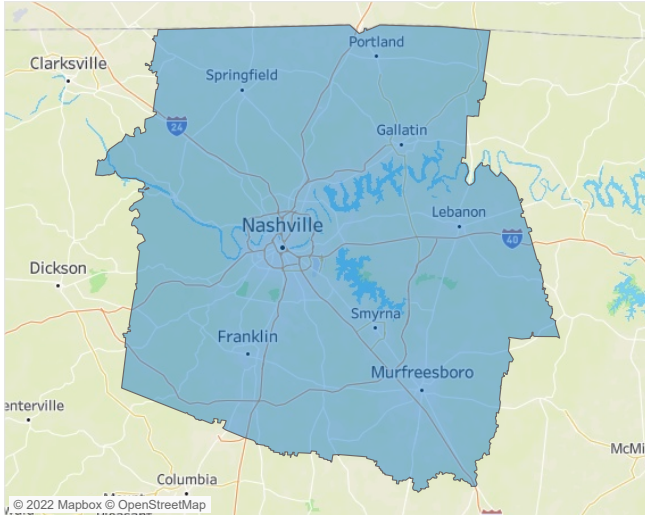 Portland
Clarksville
Springfield
24
Gallatin
Nashville
Lebanon
40
Dickson
Smyrna
Franklin
Murfreesboro
enterville
McMi
Columbia
© 2022 Mapbox © OpenStreetMap